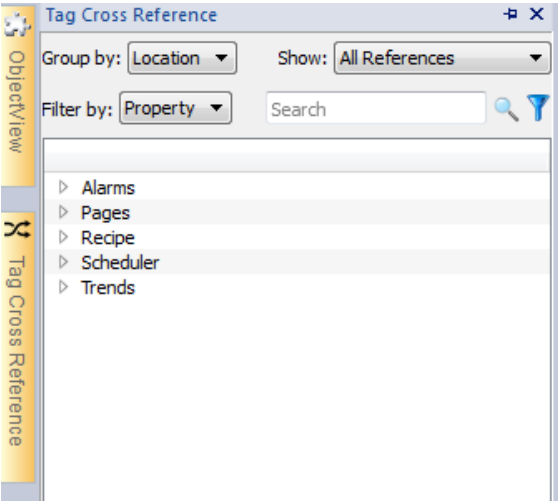 Tag Cross Reference
ObjectView
Group by: Location Show: All References
Filter by: Property Search
Alarms
Pages
Recipe
Scheduler
Trends
Tag Cross Reference